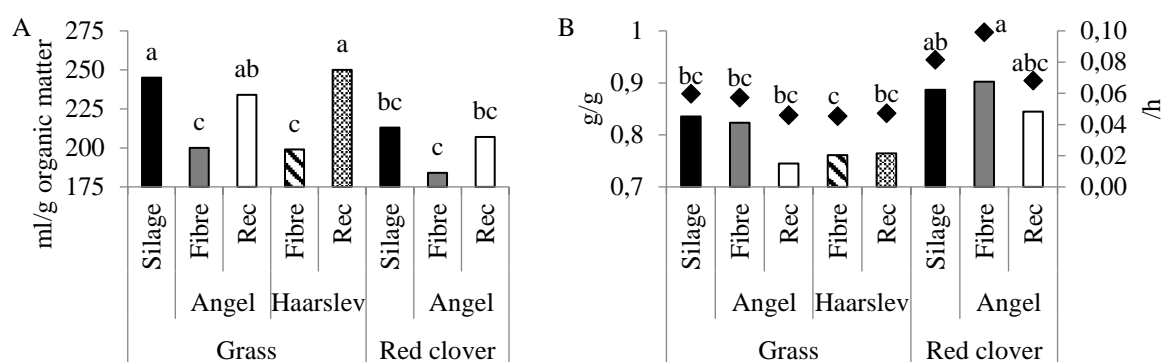 A
ml/g organic matter
275
250
225
200
175
a
c
ab
c
a
bc
c
bc
Silage
Fibre
Rec
Fibre
Rec
Silage
Fibre
Rec
Angel
Haarslev
Angel
Grass
Red clover
B
g/g
1
0,9
0,8
0,7
bc
bc
bc
c
bc
ab
a
abc
0,10
0,08
0,06
0,04
0,02
0,00
/h
Silage
Fibre
Rec
Fibre
Rec
Silage
Fibre
Rec
Angel
Haarslev
Angel
Grass
Red clover